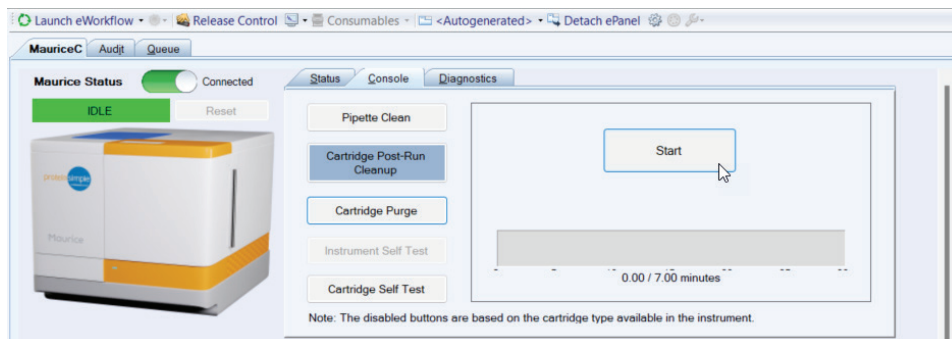 Launch eWorkflow Release Control Consumables <Autogenerated> Detach ePanel
MauriceC Audit Queue
Maurice Status Connected
IDLE Reset
proteinsimple
Maurice
Status Console Diagnostics
Pipette Clean
Cartridge Post-Run
Cleanup
Cartridge Purge
Instrument Self Test
Cartridge Self Test
Start
0.00 / 7.00 minutes
Note: The disabled buttons are based on the cartridge type available in the instrument.